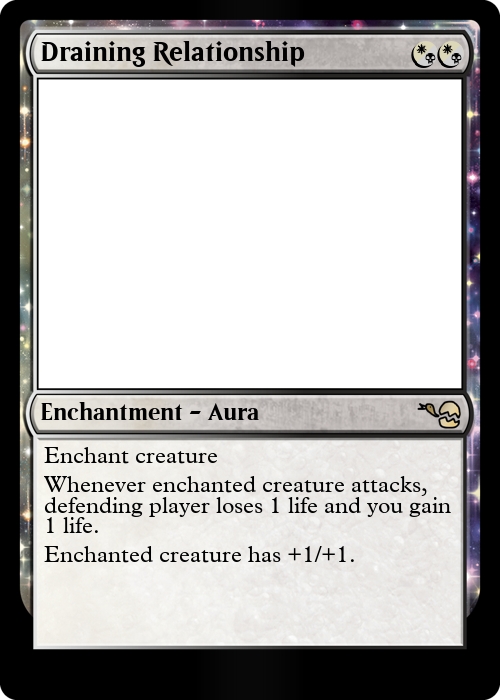 Draining Relationship
Enchantment – Aura
Enchant creature
Whenever enchanted creature attacks,
defending player loses 1 life and you gain
1 life.
Enchanted creature has +1/+1.